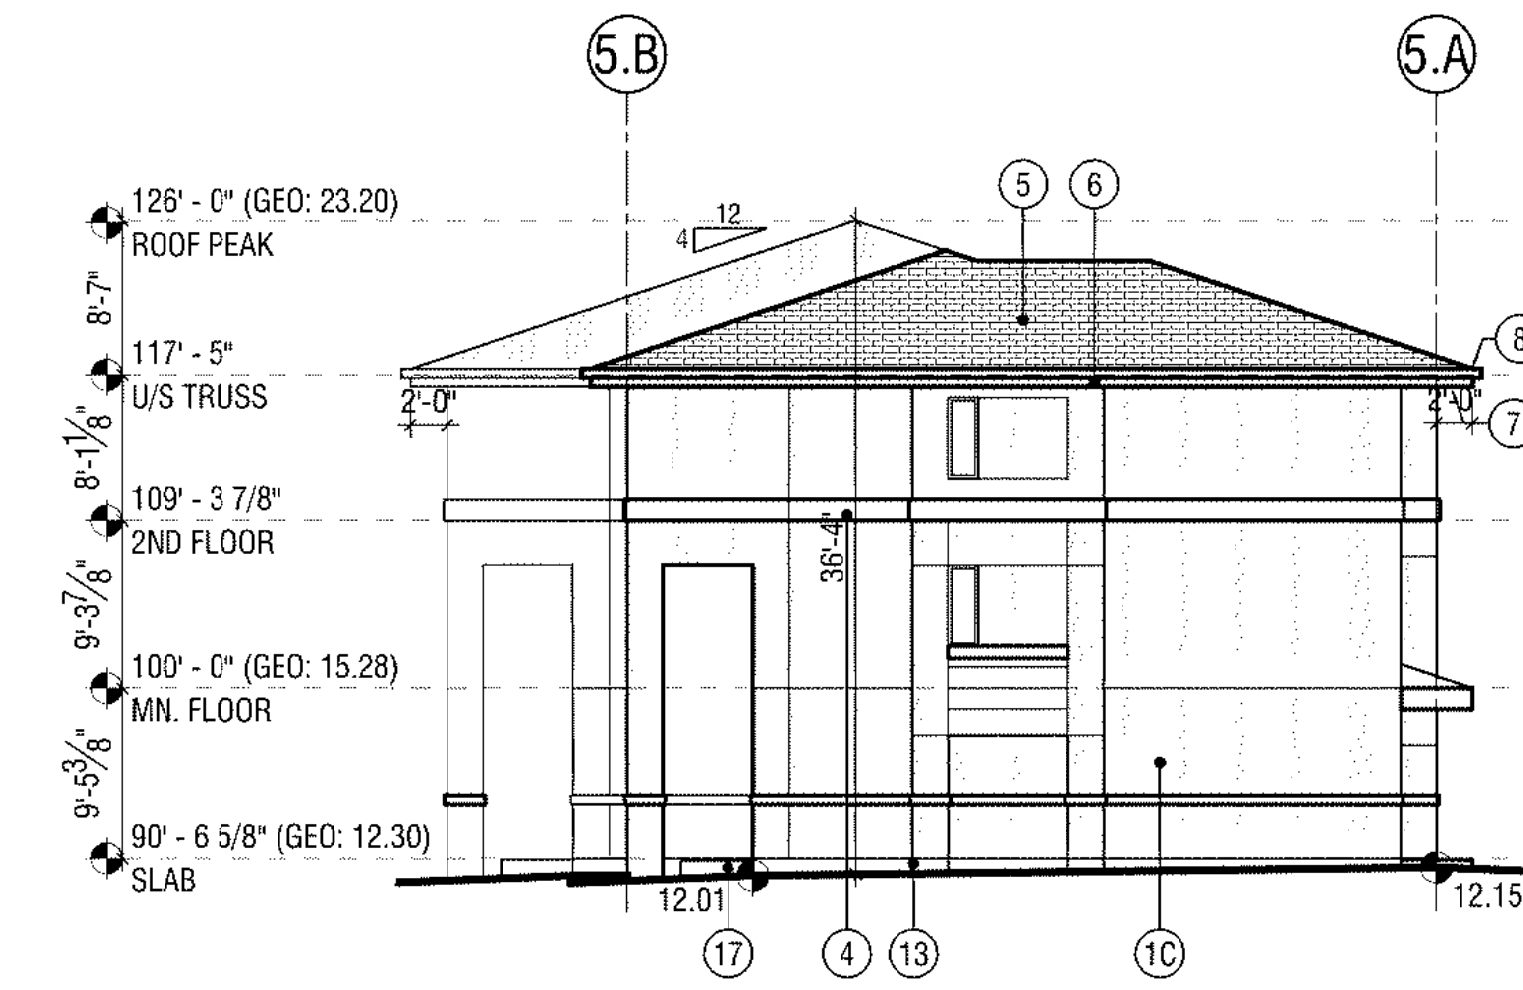 5.B
5.A
5
6
126' - 0" (GEO: 23.20)
ROOF PEAK
12
4
8'-7"
117' - 5"
U/S TRUSS
8
2'-0"
2'-0"
7
8'-1 1/8"
109' - 3 7/8"
2ND FLOOR
36'-4"
9'-3 7/8"
100' - 0" (GEO: 15.28)
MN. FLOOR
9'-5 3/8"
90' - 6 5/8" (GEO: 12.30)
SLAB
12.01
12.15
17
4
13
1C